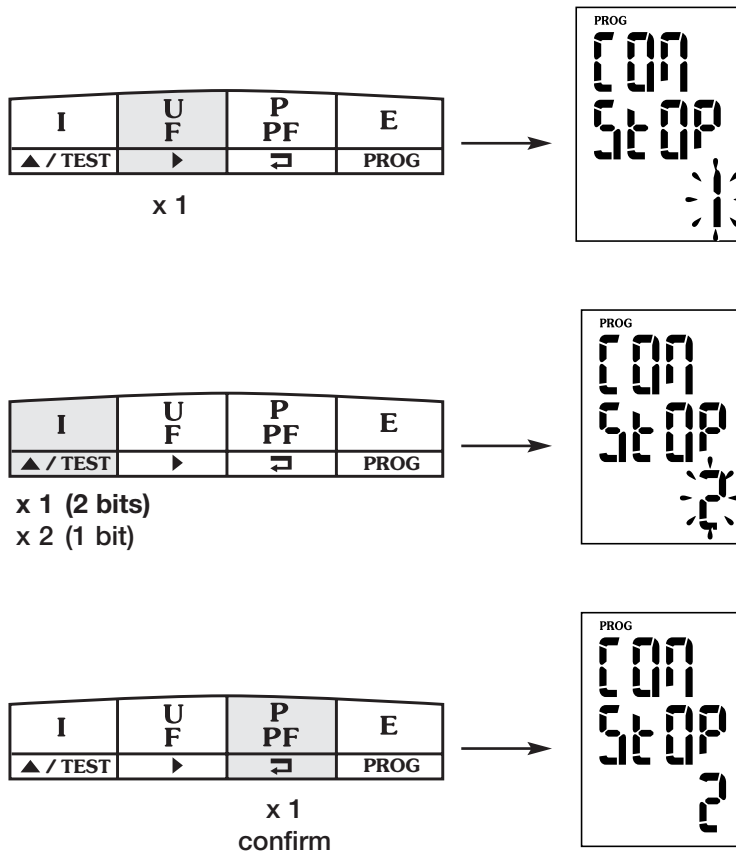 PROG
COM
StOP
1
I
U
F
P
PF
E
▲ / TEST
PROG
x 1
PROG
COM
StOP
2
I
U
F
P
PF
E
▲ / TEST
PROG
x 1 (2 bits)
x 2 (1 bit)
PROG
COM
StOP
2
I
U
F
P
PF
E
▲ / TEST
PROG
x 1
confirm